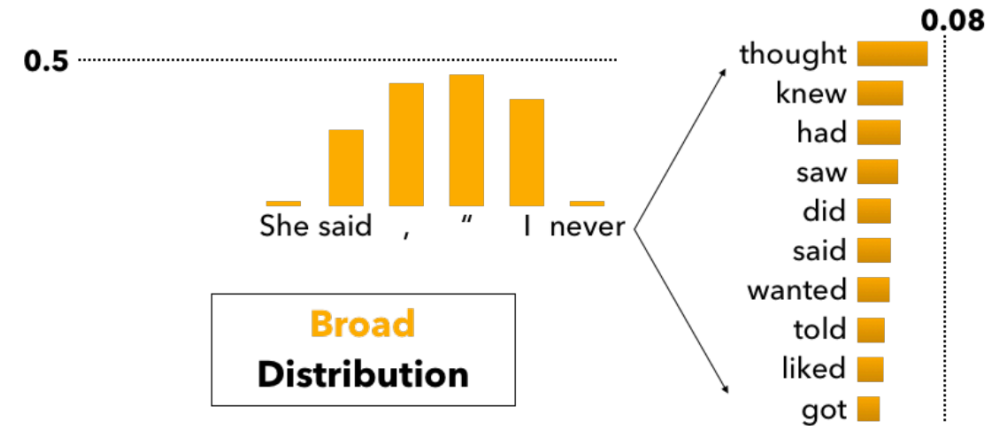 0.5
She said , " I never
Broad
Distribution
0.08
thought
knew
had
saw
did
said
wanted
told
liked
got